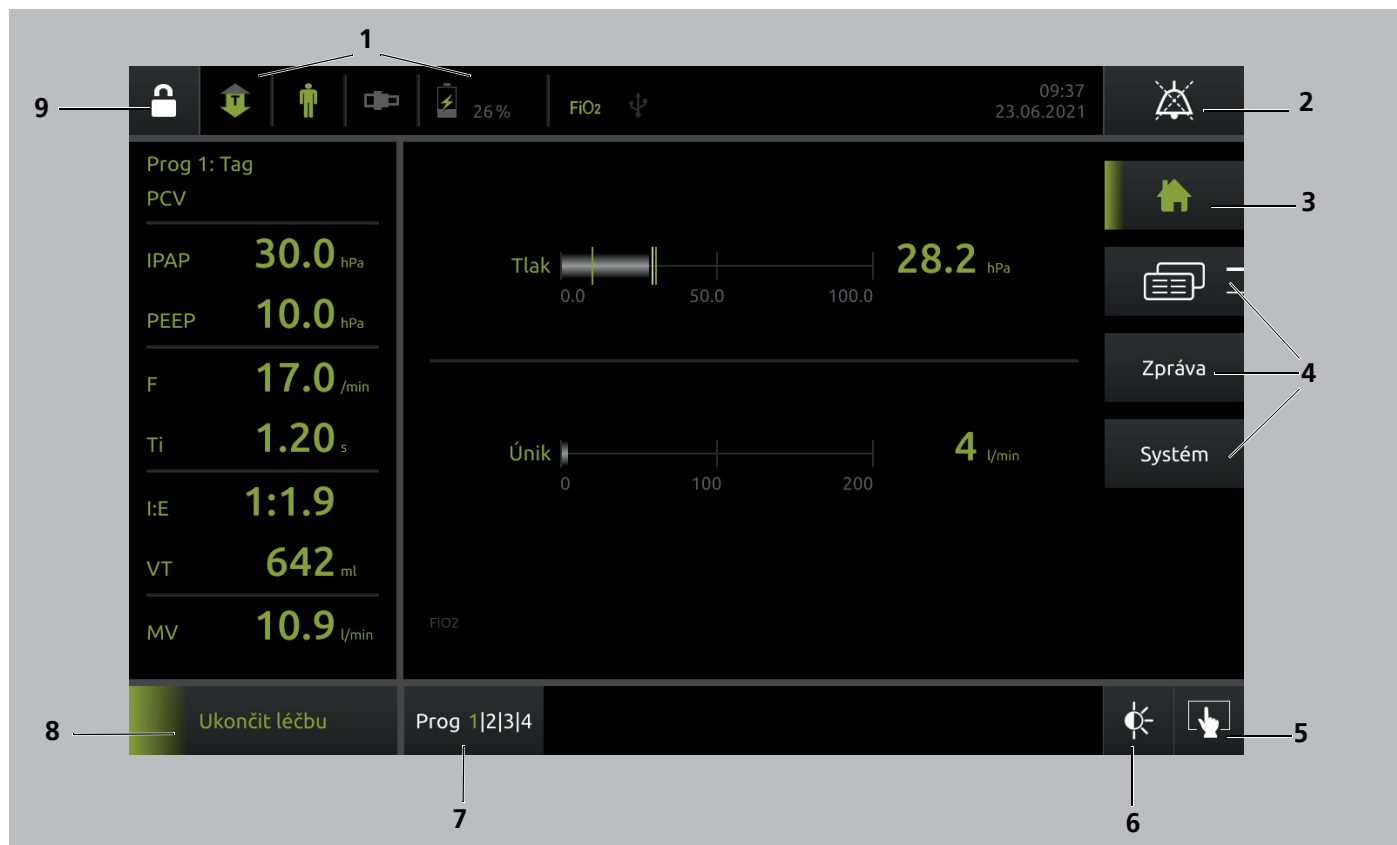 1
9
26%
FiO2
09:37
23.06.2021
2
Prog 1: Tag
PCV
IPAP 30.0 hPa
PEEP 10.0 hPa
F 17.0 /min
Ti 1.20 s
I:E 1:1.9
VT 642 ml
MV 10.9 l/min
Tlak 28.2 hPa
0.0 50.0 100.0
Únik 4 l/min
0 100 200
FiO2
3
4
Zpráva
Systém
8
Ukončit léčbu
Prog 1|2|3|4
5
7
6
T